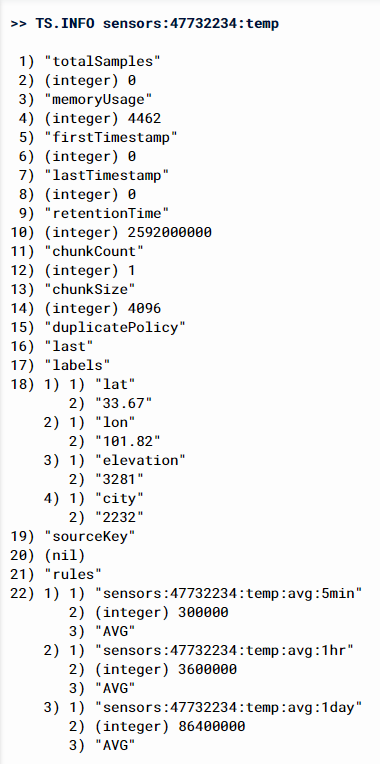 >> TS.INFO sensors:47732234:temp
1) "totalSamples"
2) (integer) 0
3) "memoryUsage"
4) (integer) 4462
5) "firstTimestamp"
6) (integer) 0
7) "lastTimestamp"
8) (integer) 0
9) "retentionTime"
10) (integer) 2592000000
11) "chunkCount"
12) (integer) 1
13) "chunkSize"
14) (integer) 4096
15) "duplicatePolicy"
16) "last"
17) "labels"
18) 1) 1) "lat"
2) "33.67"
2) 1) "lon"
2) "101.82"
3) 1) "elevation"
2) "3281"
4) 1) "city"
2) "2232"
19) "sourceKey"
20) (nil)
21) "rules"
22) 1) 1) "sensors:47732234:temp:avg:5min"
2) (integer) 300000
3) "AVG"
2) 1) "sensors:47732234:temp:avg:1hr"
2) (integer) 3600000
3) "AVG"
3) 1) "sensors:47732234:temp:avg:1day"
2) (integer) 86400000
3) "AVG"